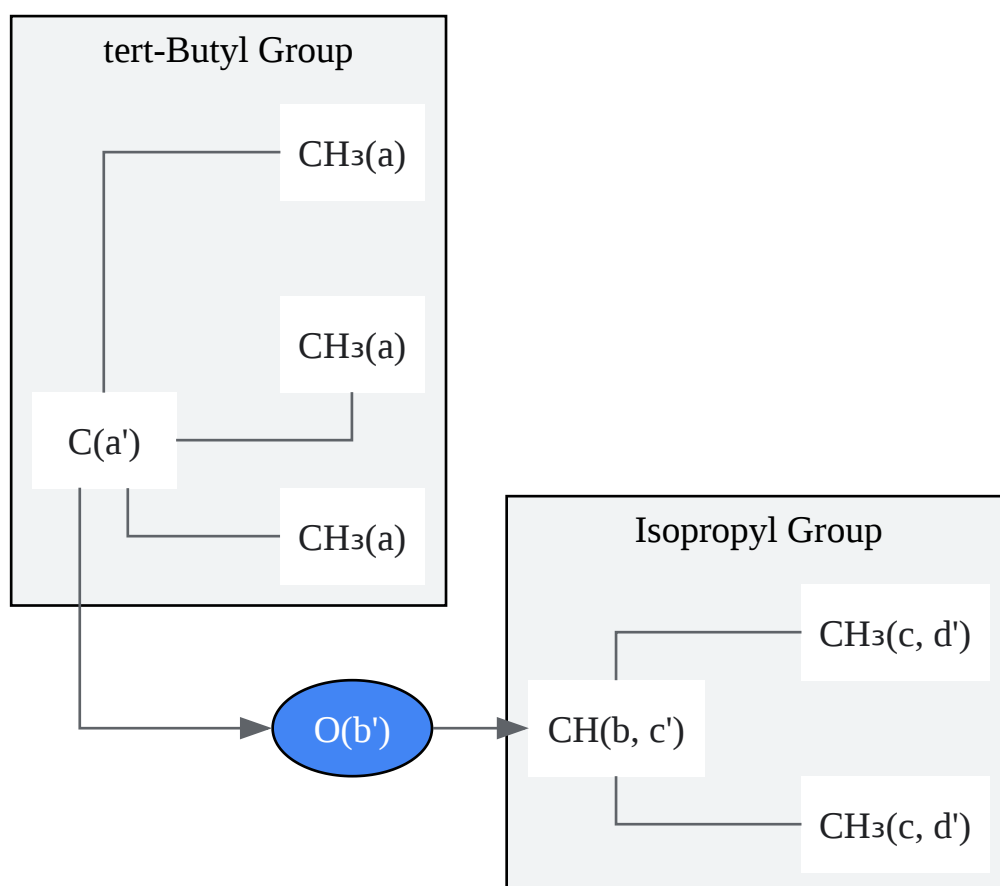 tert-Butyl Group
CH₃(a)
CH₃(a)
C(a')
CH₃(a)
Isopropyl Group
CH₃(c, d')
O(b')
CH(b, c')
CH₃(c, d')